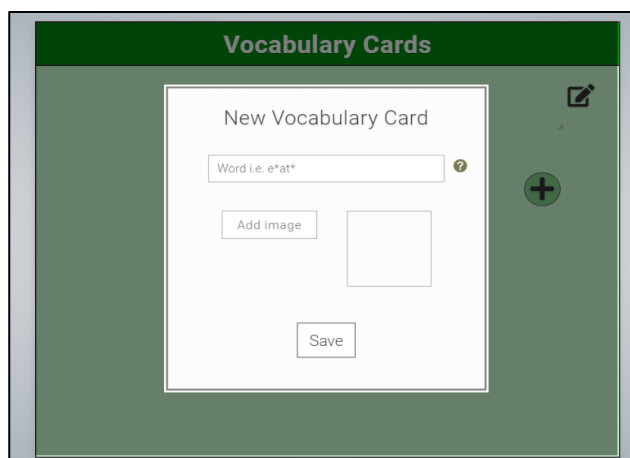 Vocabulary Cards
New Vocabulary Card
Word i.e. e*at*
?
Add image
Save